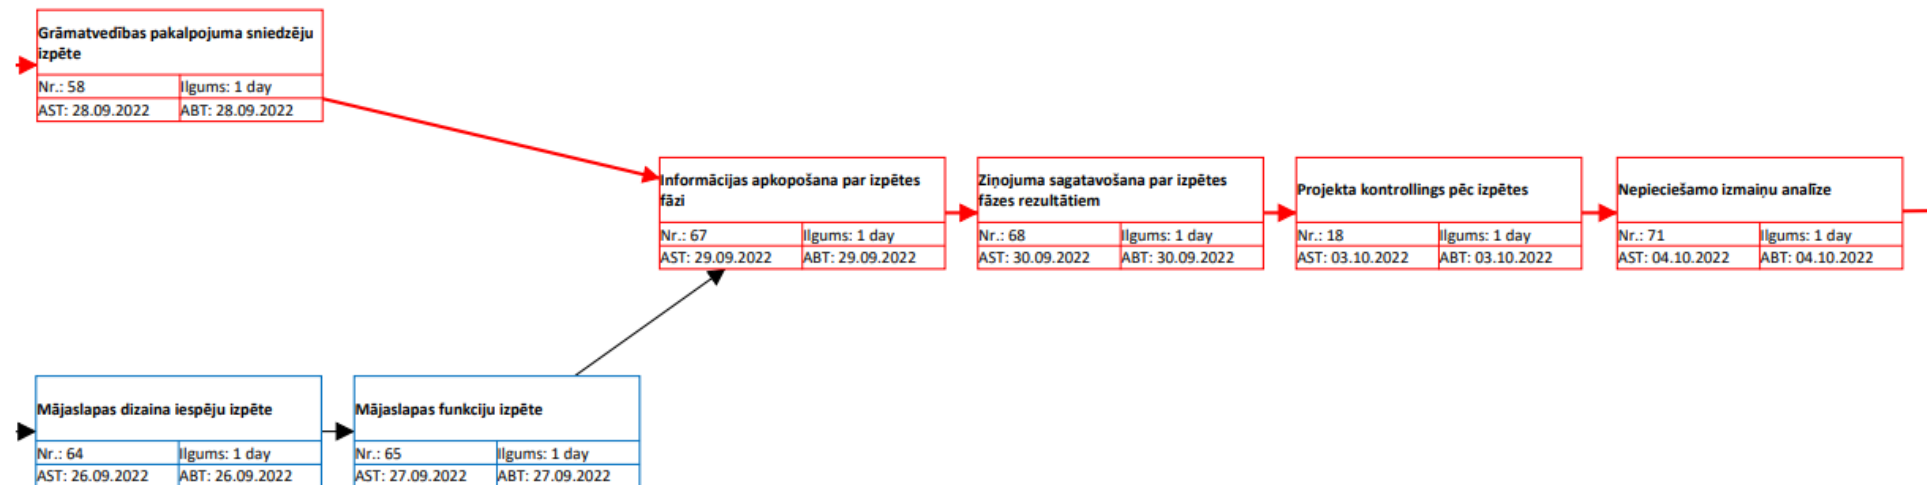 Grāmatvedības pakalpojuma sniedzēju
izpēte
Nr.: 58 Ilgums: 1 day
AST: 28.09.2022 ABT: 28.09.2022
Informācijas apkopošana par izpētes
fāzi
Nr.: 67 Ilgums: 1 day
AST: 29.09.2022 ABT: 29.09.2022
Ziņojuma sagatavošana par izpētes
fāzes rezultātiem
Nr.: 68 Ilgums: 1 day
AST: 30.09.2022 ABT: 30.09.2022
Projekta kontrollings pēc izpētes
Nr.: 18 Ilgums: 1 day
AST: 03.10.2022 ABT: 03.10.2022
Nepieciešamo izmaiņu analīze
Nr.: 71 Ilgums: 1 day
AST: 04.10.2022 ABT: 04.10.2022
Mājaslapas dizaina iespēju izpēte
Nr.: 64 Ilgums: 1 day
AST: 26.09.2022 ABT: 26.09.2022
Mājaslapas funkciju izpēte
Nr.: 65 Ilgums: 1 day
AST: 27.09.2022 ABT: 27.09.2022